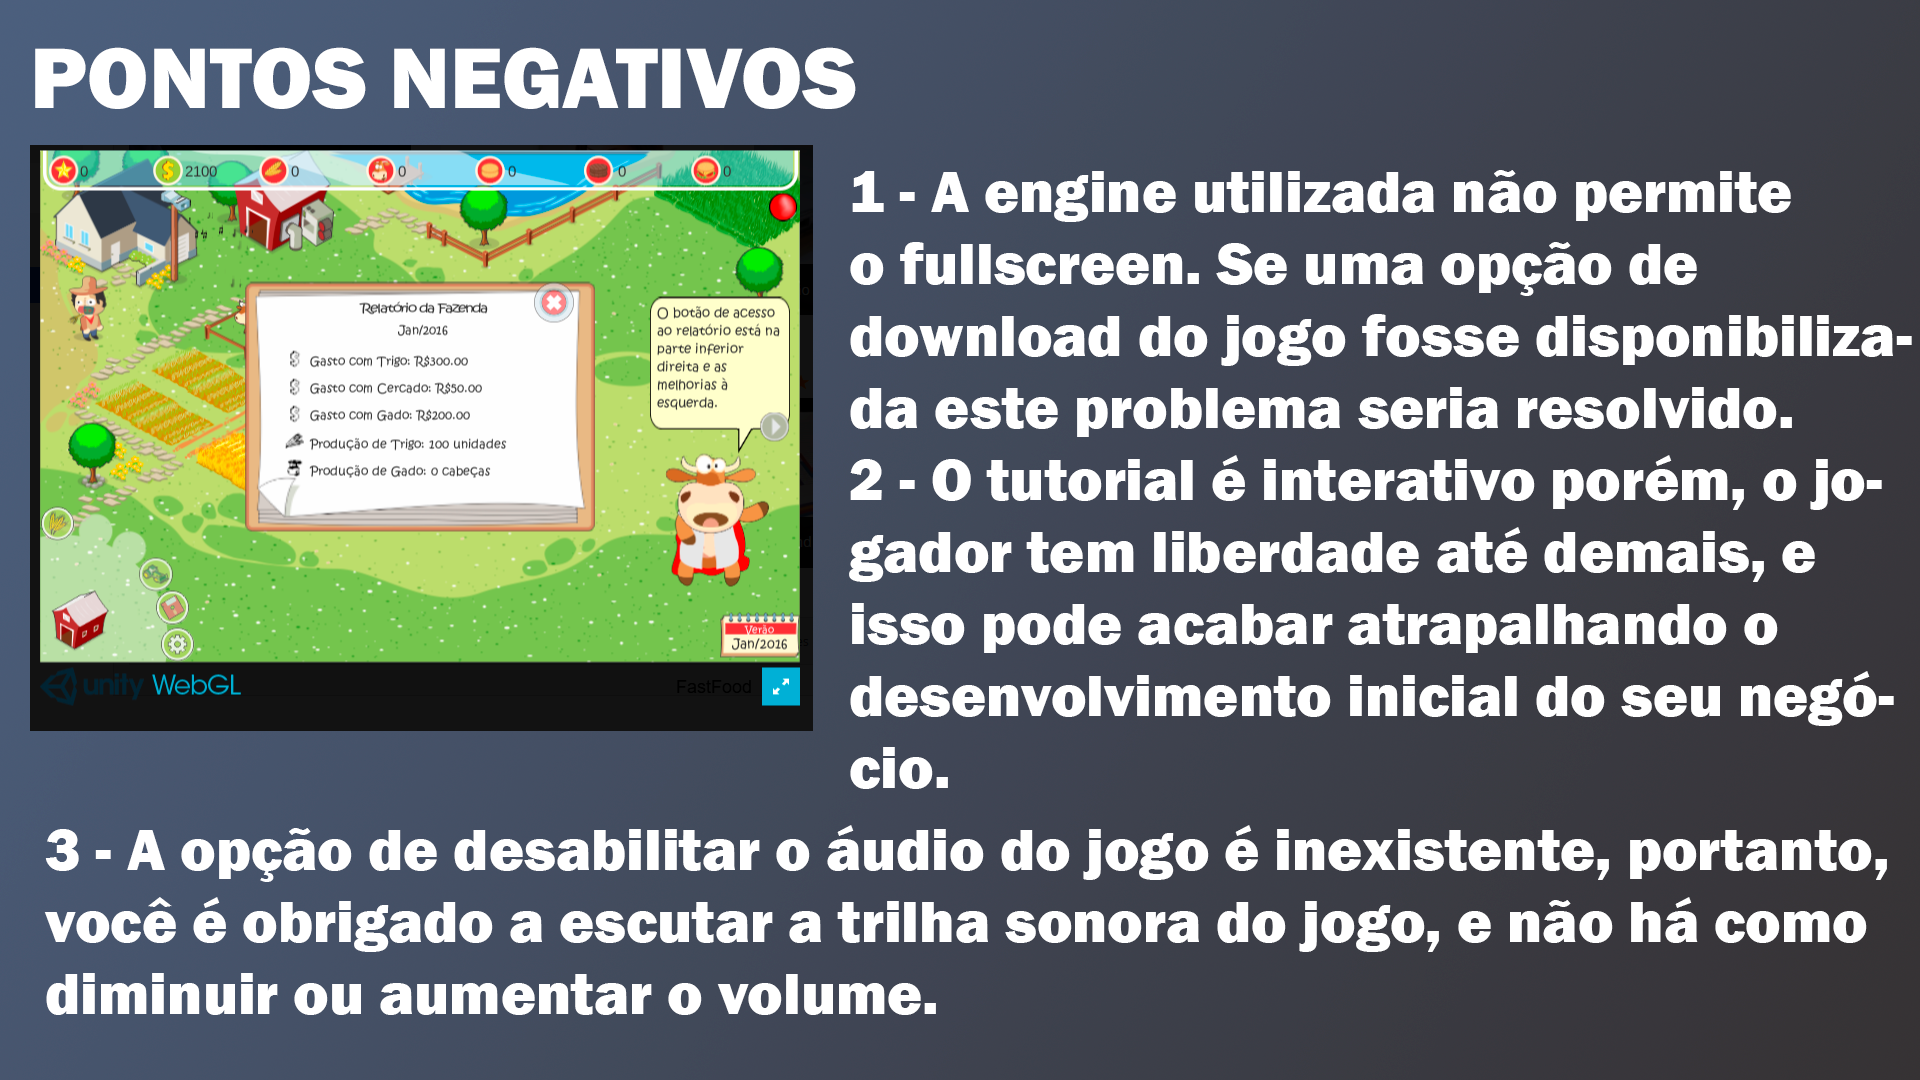 PONTOS NEGATIVOS
0 2100 0 0 0 0 0
Relatório da Fazenda
Jan/2016
Gasto com Trigo: R$300.00
Gasto com Cercado: R$50.00
Gasto com Gado: R$200.00
Produção de Trigo: 100 unidades
Produção de Gado: 0 cabeças
O botão de acesso
ao relatório está na
parte inferior
direita e as
melhorias à
esquerda.
Verão
Jan/2016
unity WebGL
FastFood
1 - A engine utilizada não permite
o fullscreen. Se uma opção de
download do jogo fosse disponibiliza-
da este problema seria resolvido.
2 - O tutorial é interativo porém, o jo-
gador tem liberdade até demais, e
isso pode acabar atrapalhando o
desenvolvimento inicial do seu negó-
cio.
3 - A opção de desabilitar o áudio do jogo é inexistente, portanto,
você é obrigado a escutar a trilha sonora do jogo, e não há como
diminuir ou aumentar o volume.